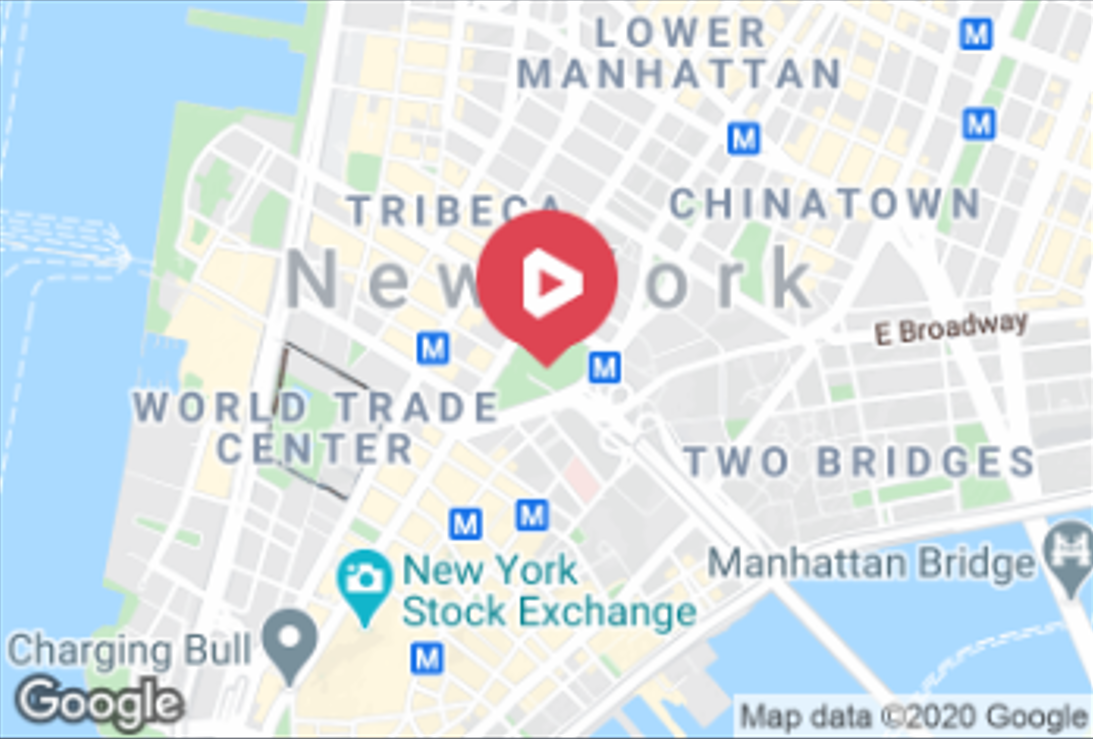 LOWER
MANHATTAN
M
M
M
TRIBECA
CHINATOWN
New York
M
M
E Broadway
WORLD TRADE
CENTER
TWO BRIDGES
M
M
New York
Stock Exchange
Manhattan Bridge
Charging Bull
M
Google
Map data ©2020 Google